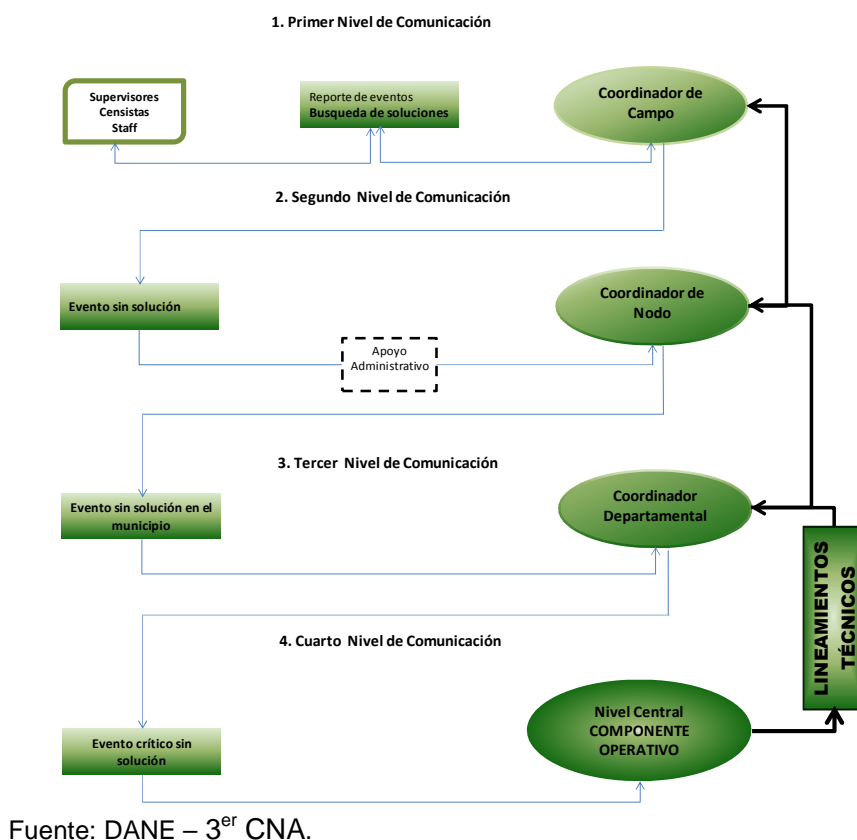 1. Primer Nivel de Comunicación
Supervisores
Censistas
Staff
Reporte de eventos
Busqueda de soluciones
Coordinador de
Campo
2. Segundo Nivel de Comunicación
Evento sin solución
Apoyo
Administrativo
Coordinador de
Nodo
3. Tercer Nivel de Comunicación
Evento sin solución en el
municipio
Coordinador
Departamental
LINEAMIENTOS
TÉCNICOS
4. Cuarto Nivel de Comunicación
Evento crítico sin
solución
Nivel Central
COMPONENTE
OPERATIVO
Fuente: DANE – 3er CNA.